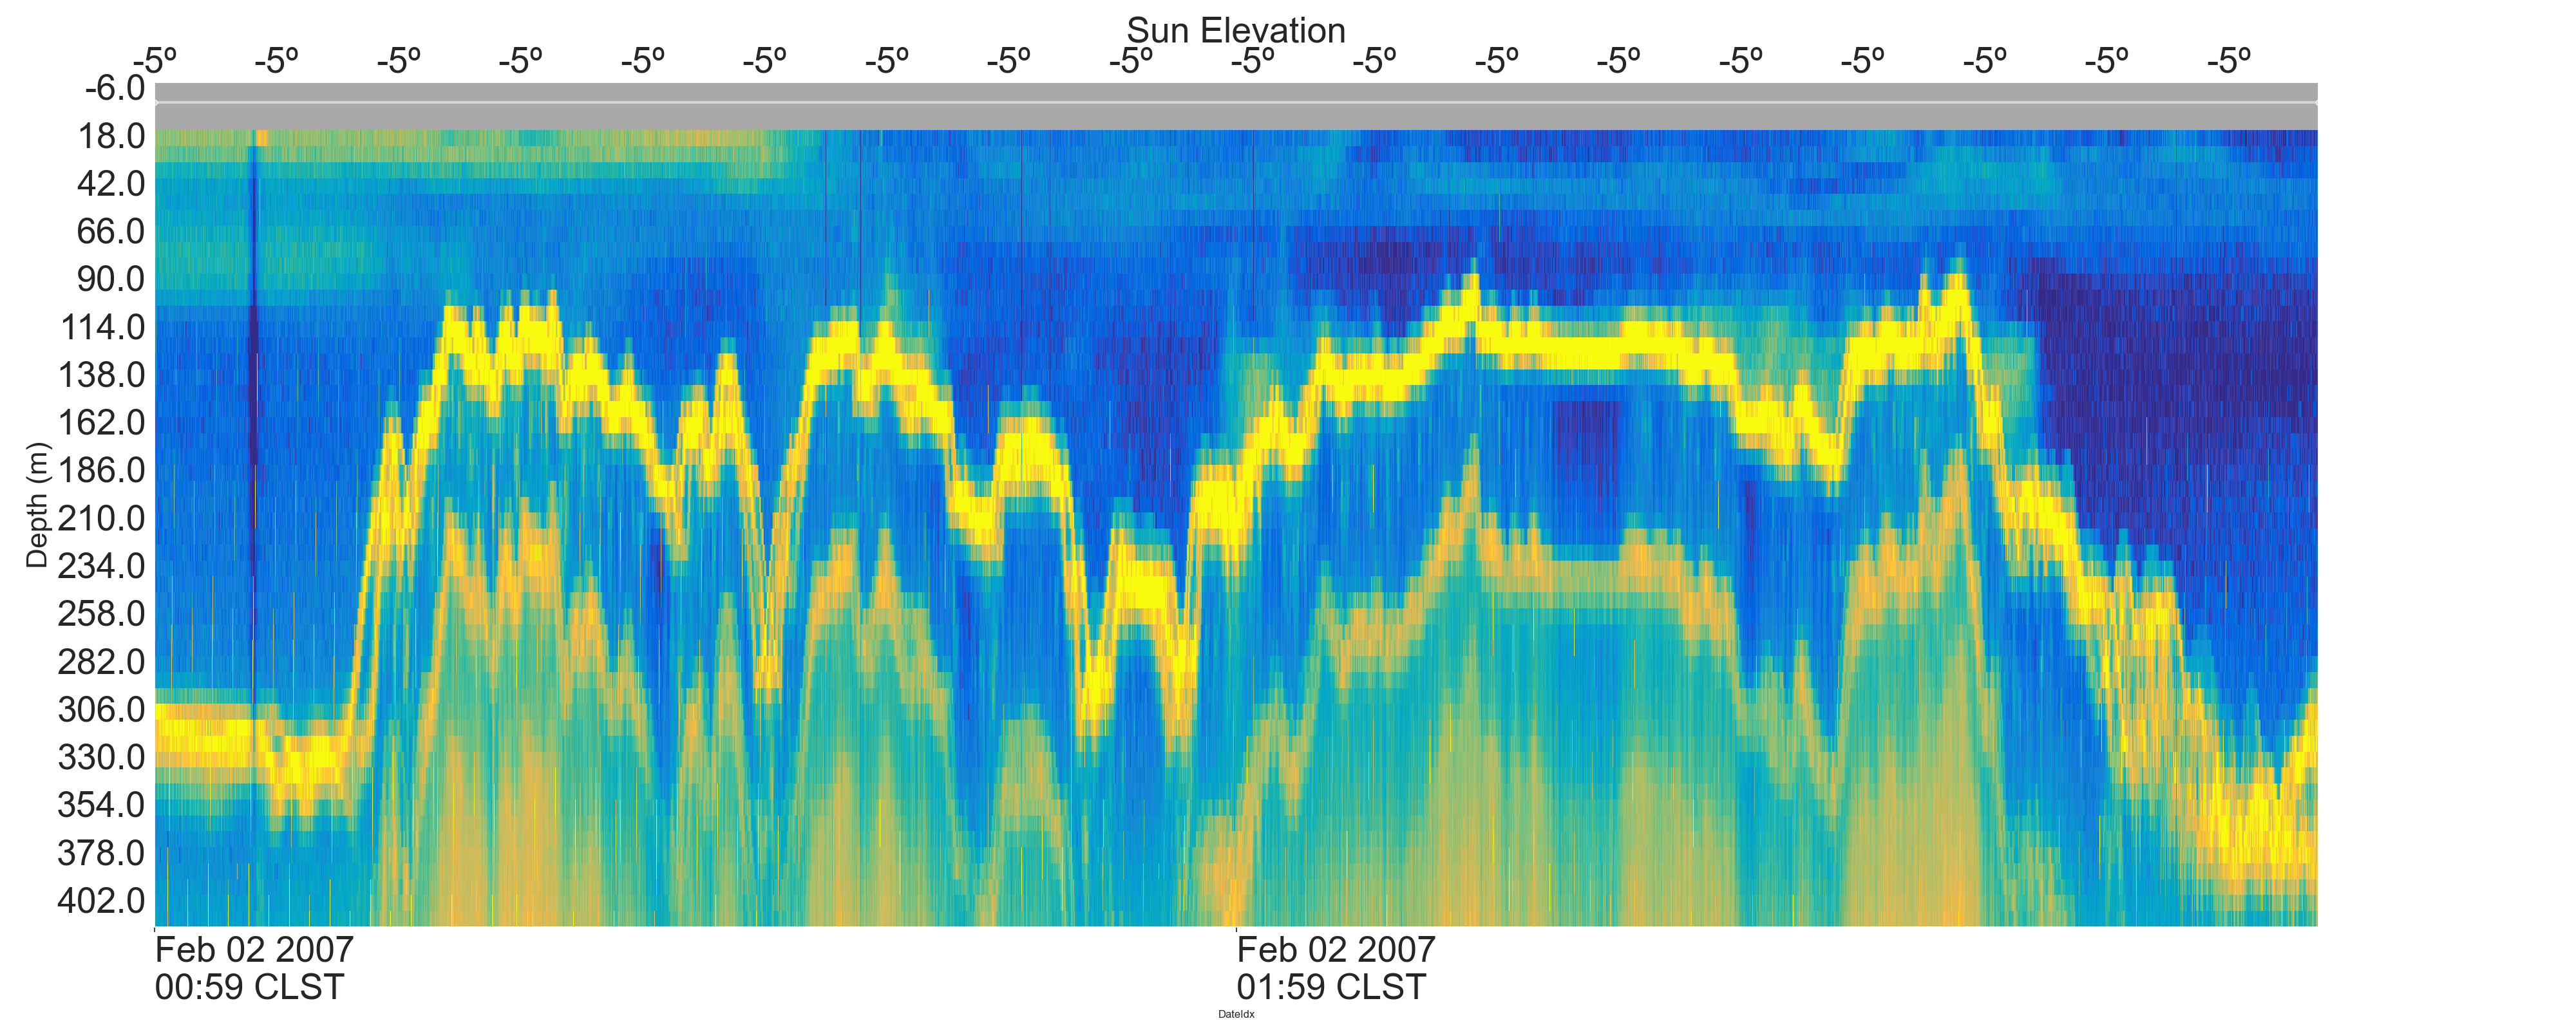 Sun Elevation
-5º -5º -5º -5º -5º -5º -5º -5º -5º -5º -5º -5º -5º -5º -5º -5º -5º -5º
-6.0
18.0
42.0
66.0
90.0
114.0
138.0
162.0
186.0
210.0
234.0
258.0
282.0
306.0
330.0
354.0
378.0
402.0
Depth (m)
Feb 02 2007
00:59 CLST
Feb 02 2007
01:59 CLST
DateIdx